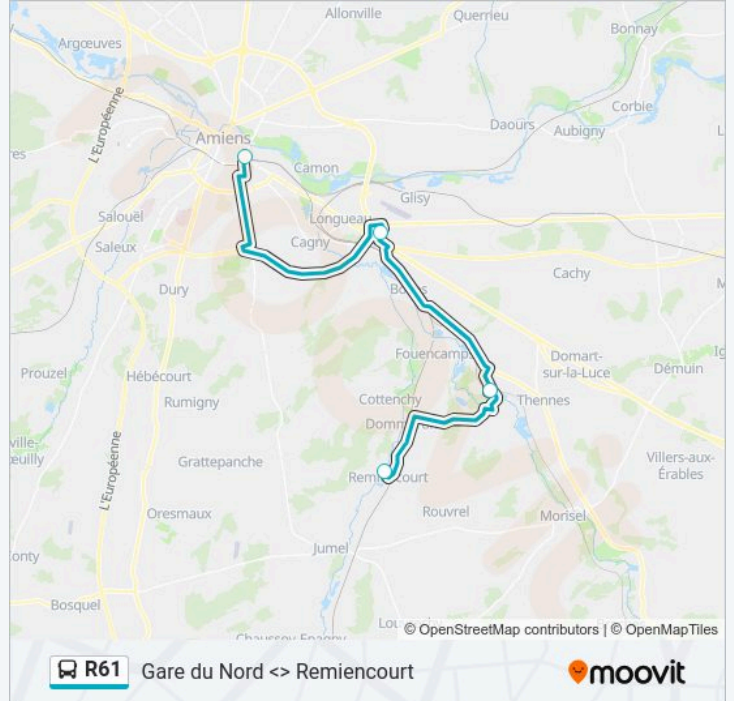 Allonville
Querrieu
Bonnay
Argœuves
L'Européenne
Corbie
Amiens
Daours
Aubigny
Camon
Glisy
Salouël
Longueau
Saleux
Cagny
Cachy
Dury
Prouzel
Hébécourt
Domart-
sur-la-Luce
Démuin
Rumigny
Cottenchy
Thennes
L'Européenne
Grattepanche
Villers-aux-
Érables
Oresmaux
Rouvrel
Morisel
Jumel
Bosquel
© OpenStreetMap contributors | © OpenMapTiles
R61 Gare du Nord <> Remiencourt
moovit